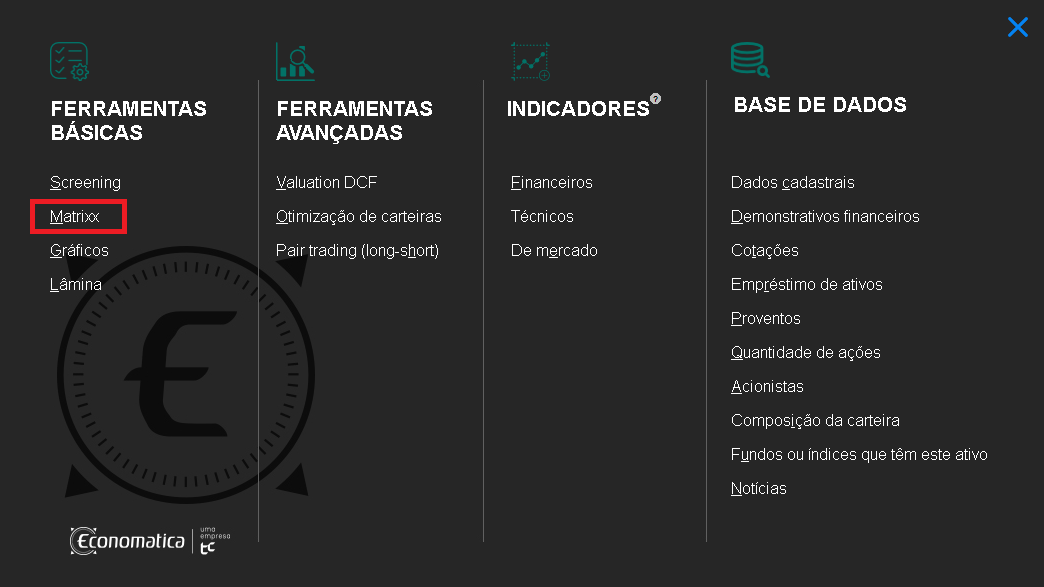 FERRAMENTAS
BÁSICAS
Screening
Matrixx
Gráficos
Lâmina
FERRAMENTAS
AVANÇADAS
Valuation DCF
Otimização de carteiras
Pair trading (long-short)
INDICADORES ?
Financeiros
Técnicos
De mercado
BASE DE DADOS
Dados cadastrais
Demonstrativos financeiros
Cotações
Empréstimo de ativos
Proventos
Quantidade de ações
Acionistas
Composição da carteira
Fundos ou índices que têm este ativo
Notícias
Economatica
uma
empresa
tc